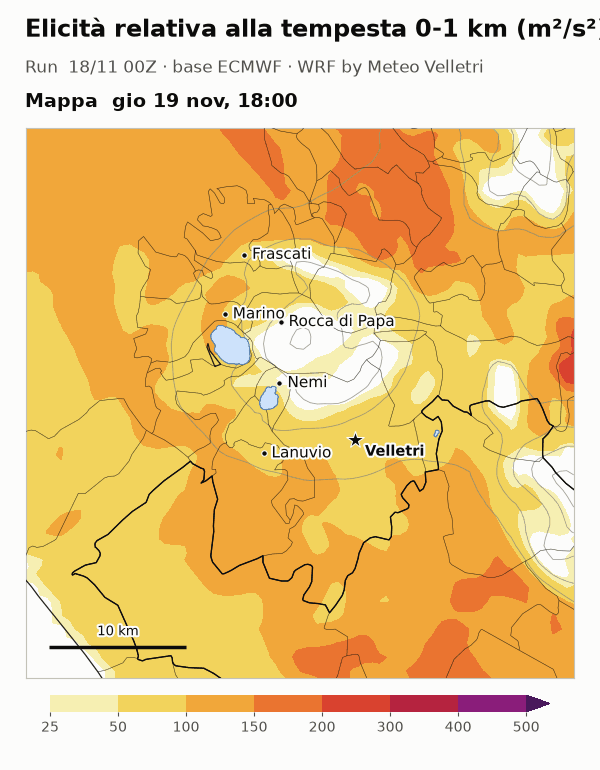 Elicità relativa alla tempesta 0-1 km (m²/s²)
Run  18/11 00Z · base ECMWF · WRF by Meteo Velletri
Mappa  gio 19 nov, 18:00
Frascati
Marino
Rocca di Papa
Nemi
Velletri
Lanuvio
10 km
25 50 100 150 200 300 400 500